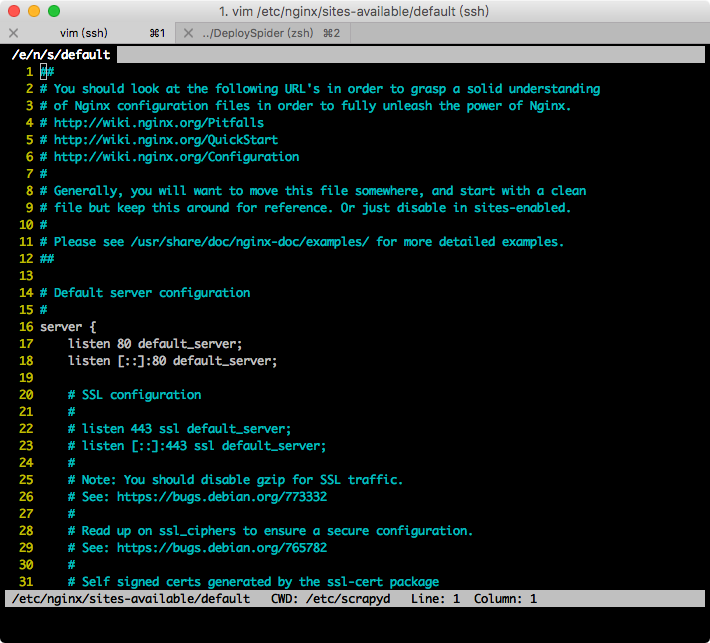 1. vim /etc/nginx/sites-available/default (ssh)
vim (ssh) ⌘1 ../DeploySpider (zsh) ⌘2
/e/n/s/default
1 ##
2 # You should look at the following URL's in order to grasp a solid understanding
3 # of Nginx configuration files in order to fully unleash the power of Nginx.
4 # http://wiki.nginx.org/Pitfalls
5 # http://wiki.nginx.org/QuickStart
6 # http://wiki.nginx.org/Configuration
7 #
8 # Generally, you will want to move this file somewhere, and start with a clean
9 # file but keep this around for reference. Or just disable in sites-enabled.
10 #
11 # Please see /usr/share/doc/nginx-doc/examples/ for more detailed examples.
12 ##
13
14 # Default server configuration
15 #
16 server {
17     listen 80 default_server;
18     listen [::]:80 default_server;
19
20     # SSL configuration
21     #
22     # listen 443 ssl default_server;
23     # listen [::]:443 ssl default_server;
24     #
25     # Note: You should disable gzip for SSL traffic.
26     # See: https://bugs.debian.org/773332
27     #
28     # Read up on ssl_ciphers to ensure a secure configuration.
29     # See: https://bugs.debian.org/765782
30     #
31     # Self signed certs generated by the ssl-cert package
/etc/nginx/sites-available/default   CWD: /etc/scrapyd   Line: 1  Column: 1